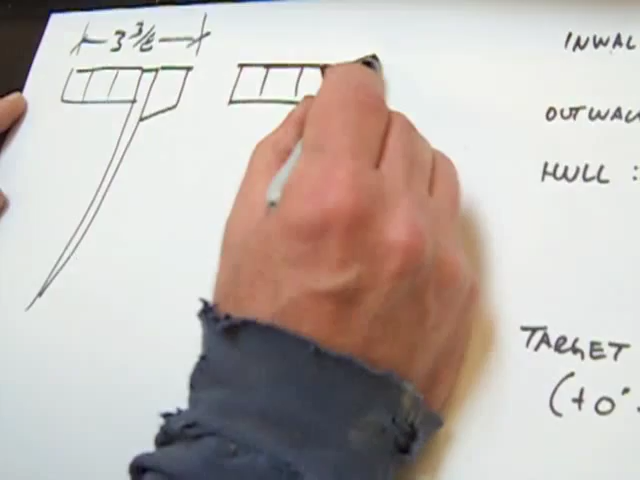 3 3/8
INWAL
OUTWAL
HULL :
TARGET
(+0"